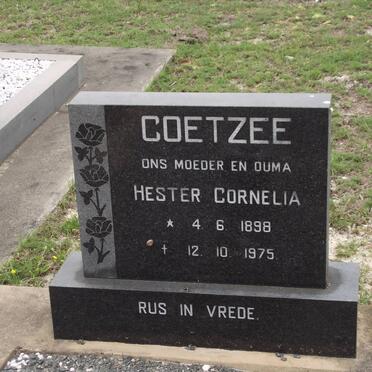 COETZEE
ONS MOEDER EN OUMA
HESTER CORNELIA
* 4. 6. 1898
† 12. 10. 1975.
RUS IN VREDE.